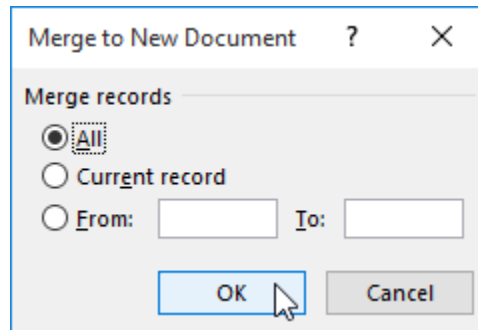 Merge to New Document ?
Merge records
All
Current record
From: To:
OK Cancel